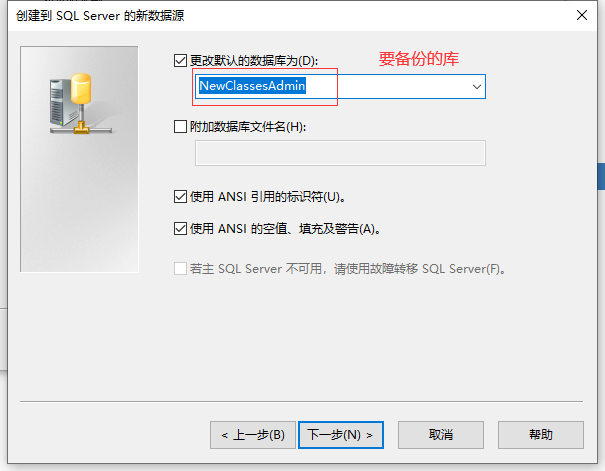 创建到 SQL Server 的新数据源
更改默认的数据库为(D):
要备份的库
NewClassesAdmin
附加数据库文件名(H):
使用 ANSI 引用的标识符(U)。
使用 ANSI 的空值、填充及警告(A)。
若主 SQL Server 不可用，请使用故障转移 SQL Server(F)。
< 上一步(B)
下一步(N) >
取消
帮助